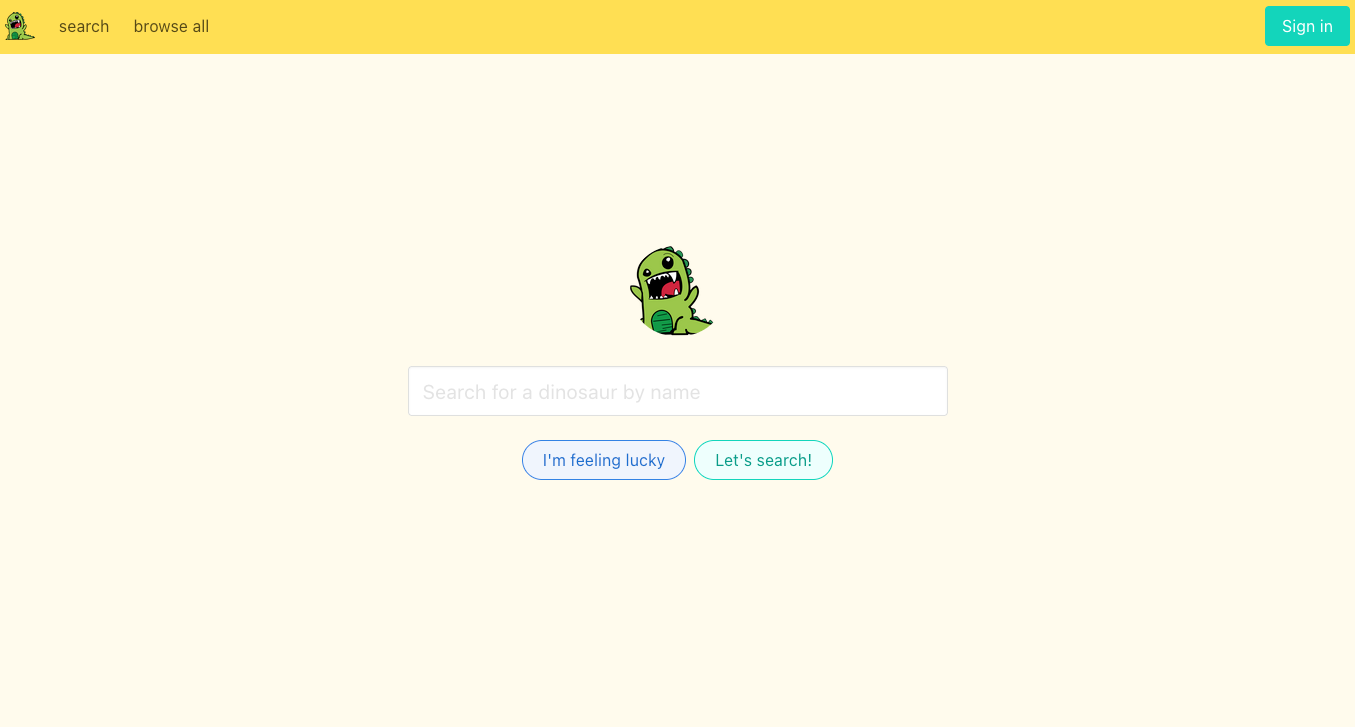 search
browse all
Sign in
Search for a dinosaur by name
I'm feeling lucky
Let's search!